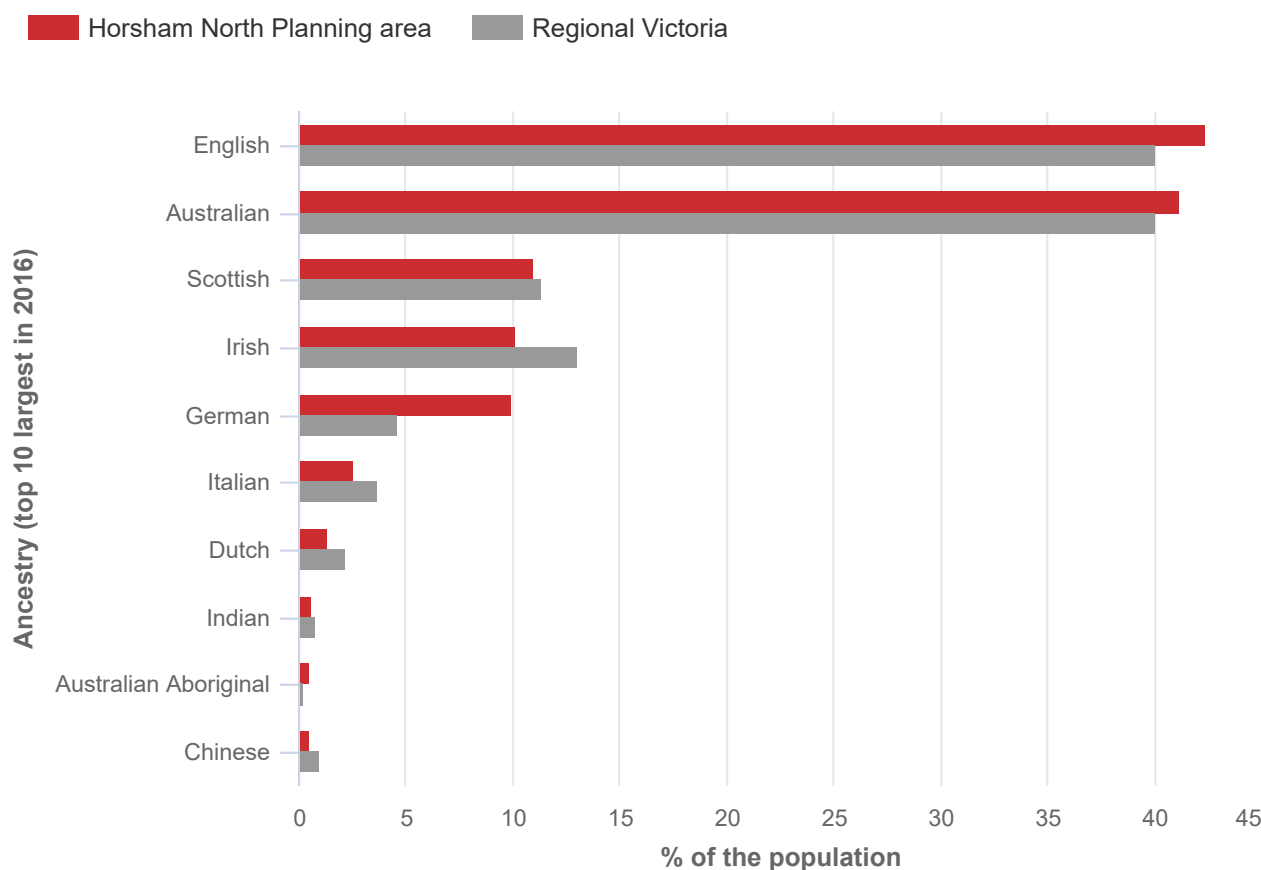 Horsham North Planning area Regional Victoria
Ancestry (top 10 largest in 2016)
English
Australian
Scottish
Irish
German
Italian
Dutch
Indian
Australian Aboriginal
Chinese
0 5 10 15 20 25 30 35 40 45
% of the population